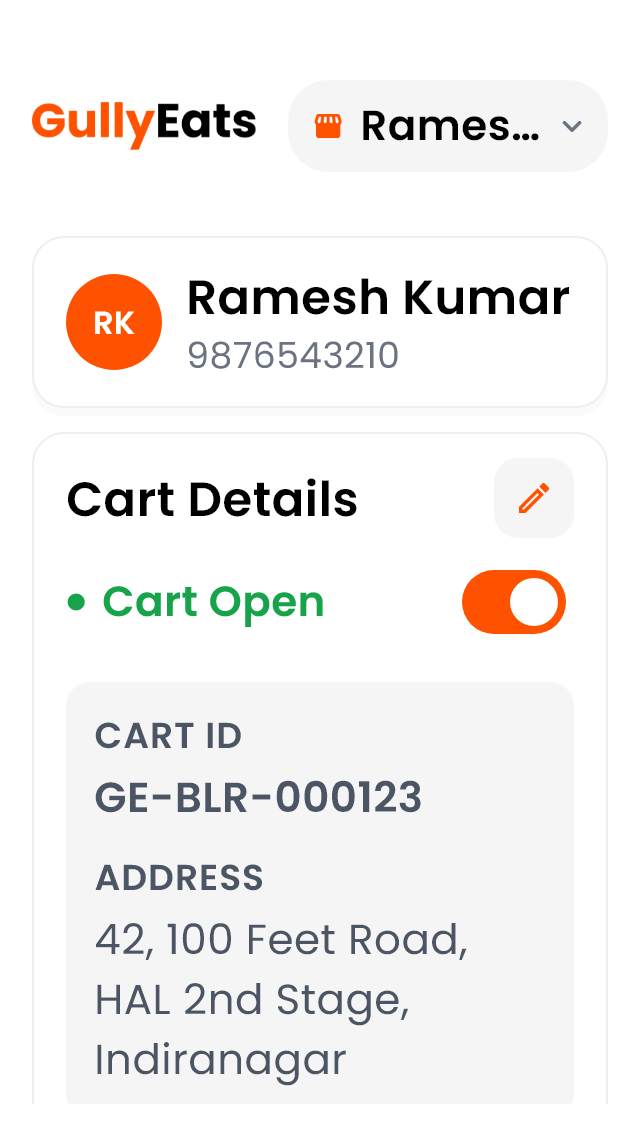 GullyEats
Rames...
RK
Ramesh Kumar
9876543210
Cart Details
• Cart Open
CART ID
GE-BLR-000123
ADDRESS
42, 100 Feet Road,
HAL 2nd Stage,
Indiranagar